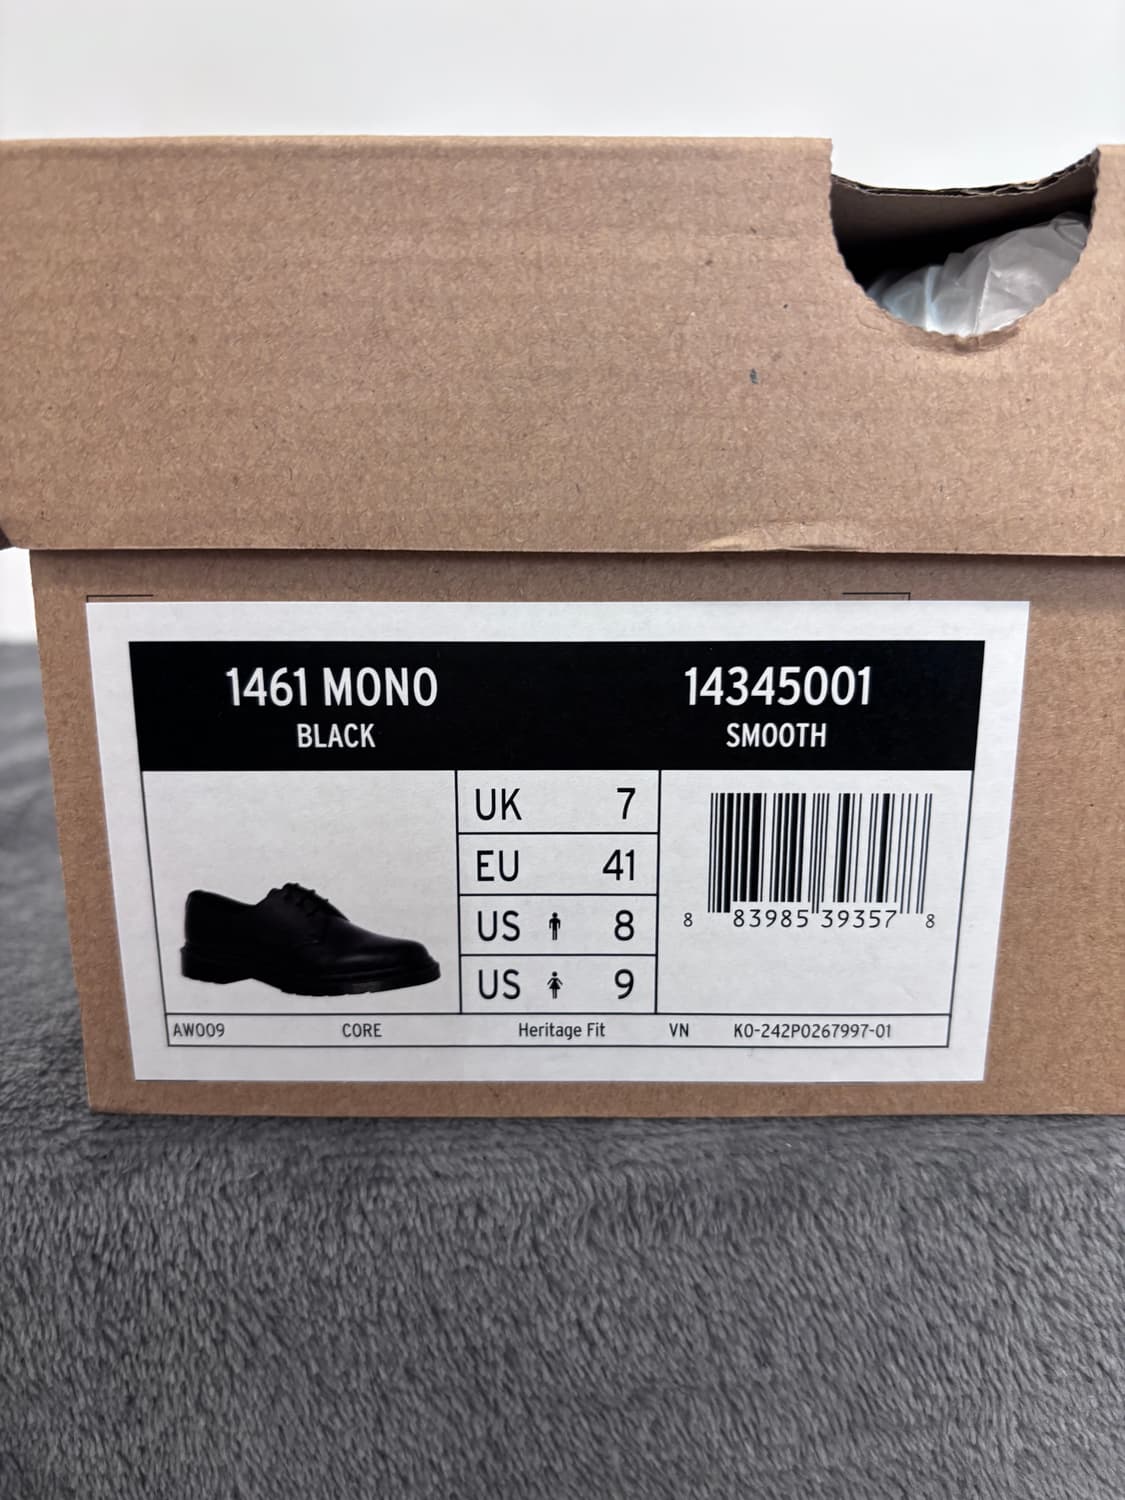 1461 MONO
BLACK
14345001
SMOOTH
UK 7
EU 41
US 8
US 9
8 83985 39357 8
AW009 CORE Heritage Fit VN KO-242P0267997-01